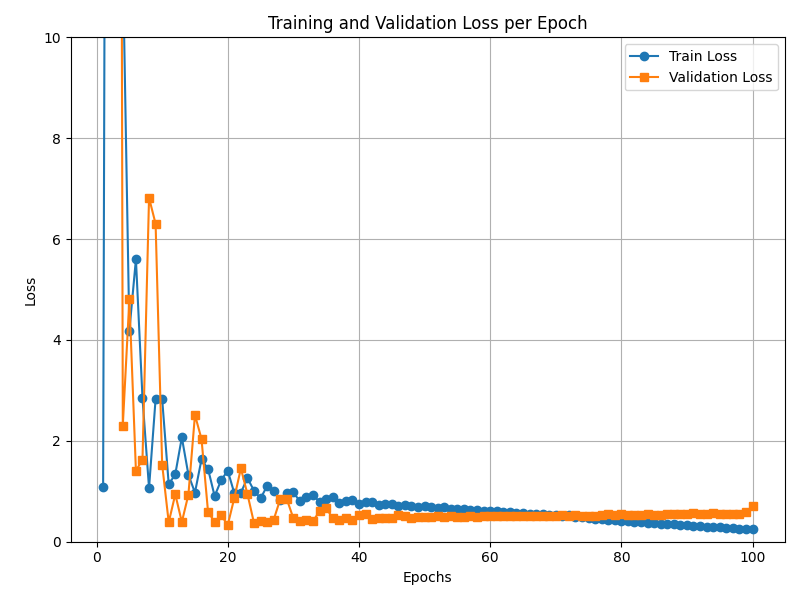 Training and Validation Loss per Epoch
Train Loss
Validation Loss
Loss
10
8
6
4
2
0
0 20 40 60 80 100
Epochs